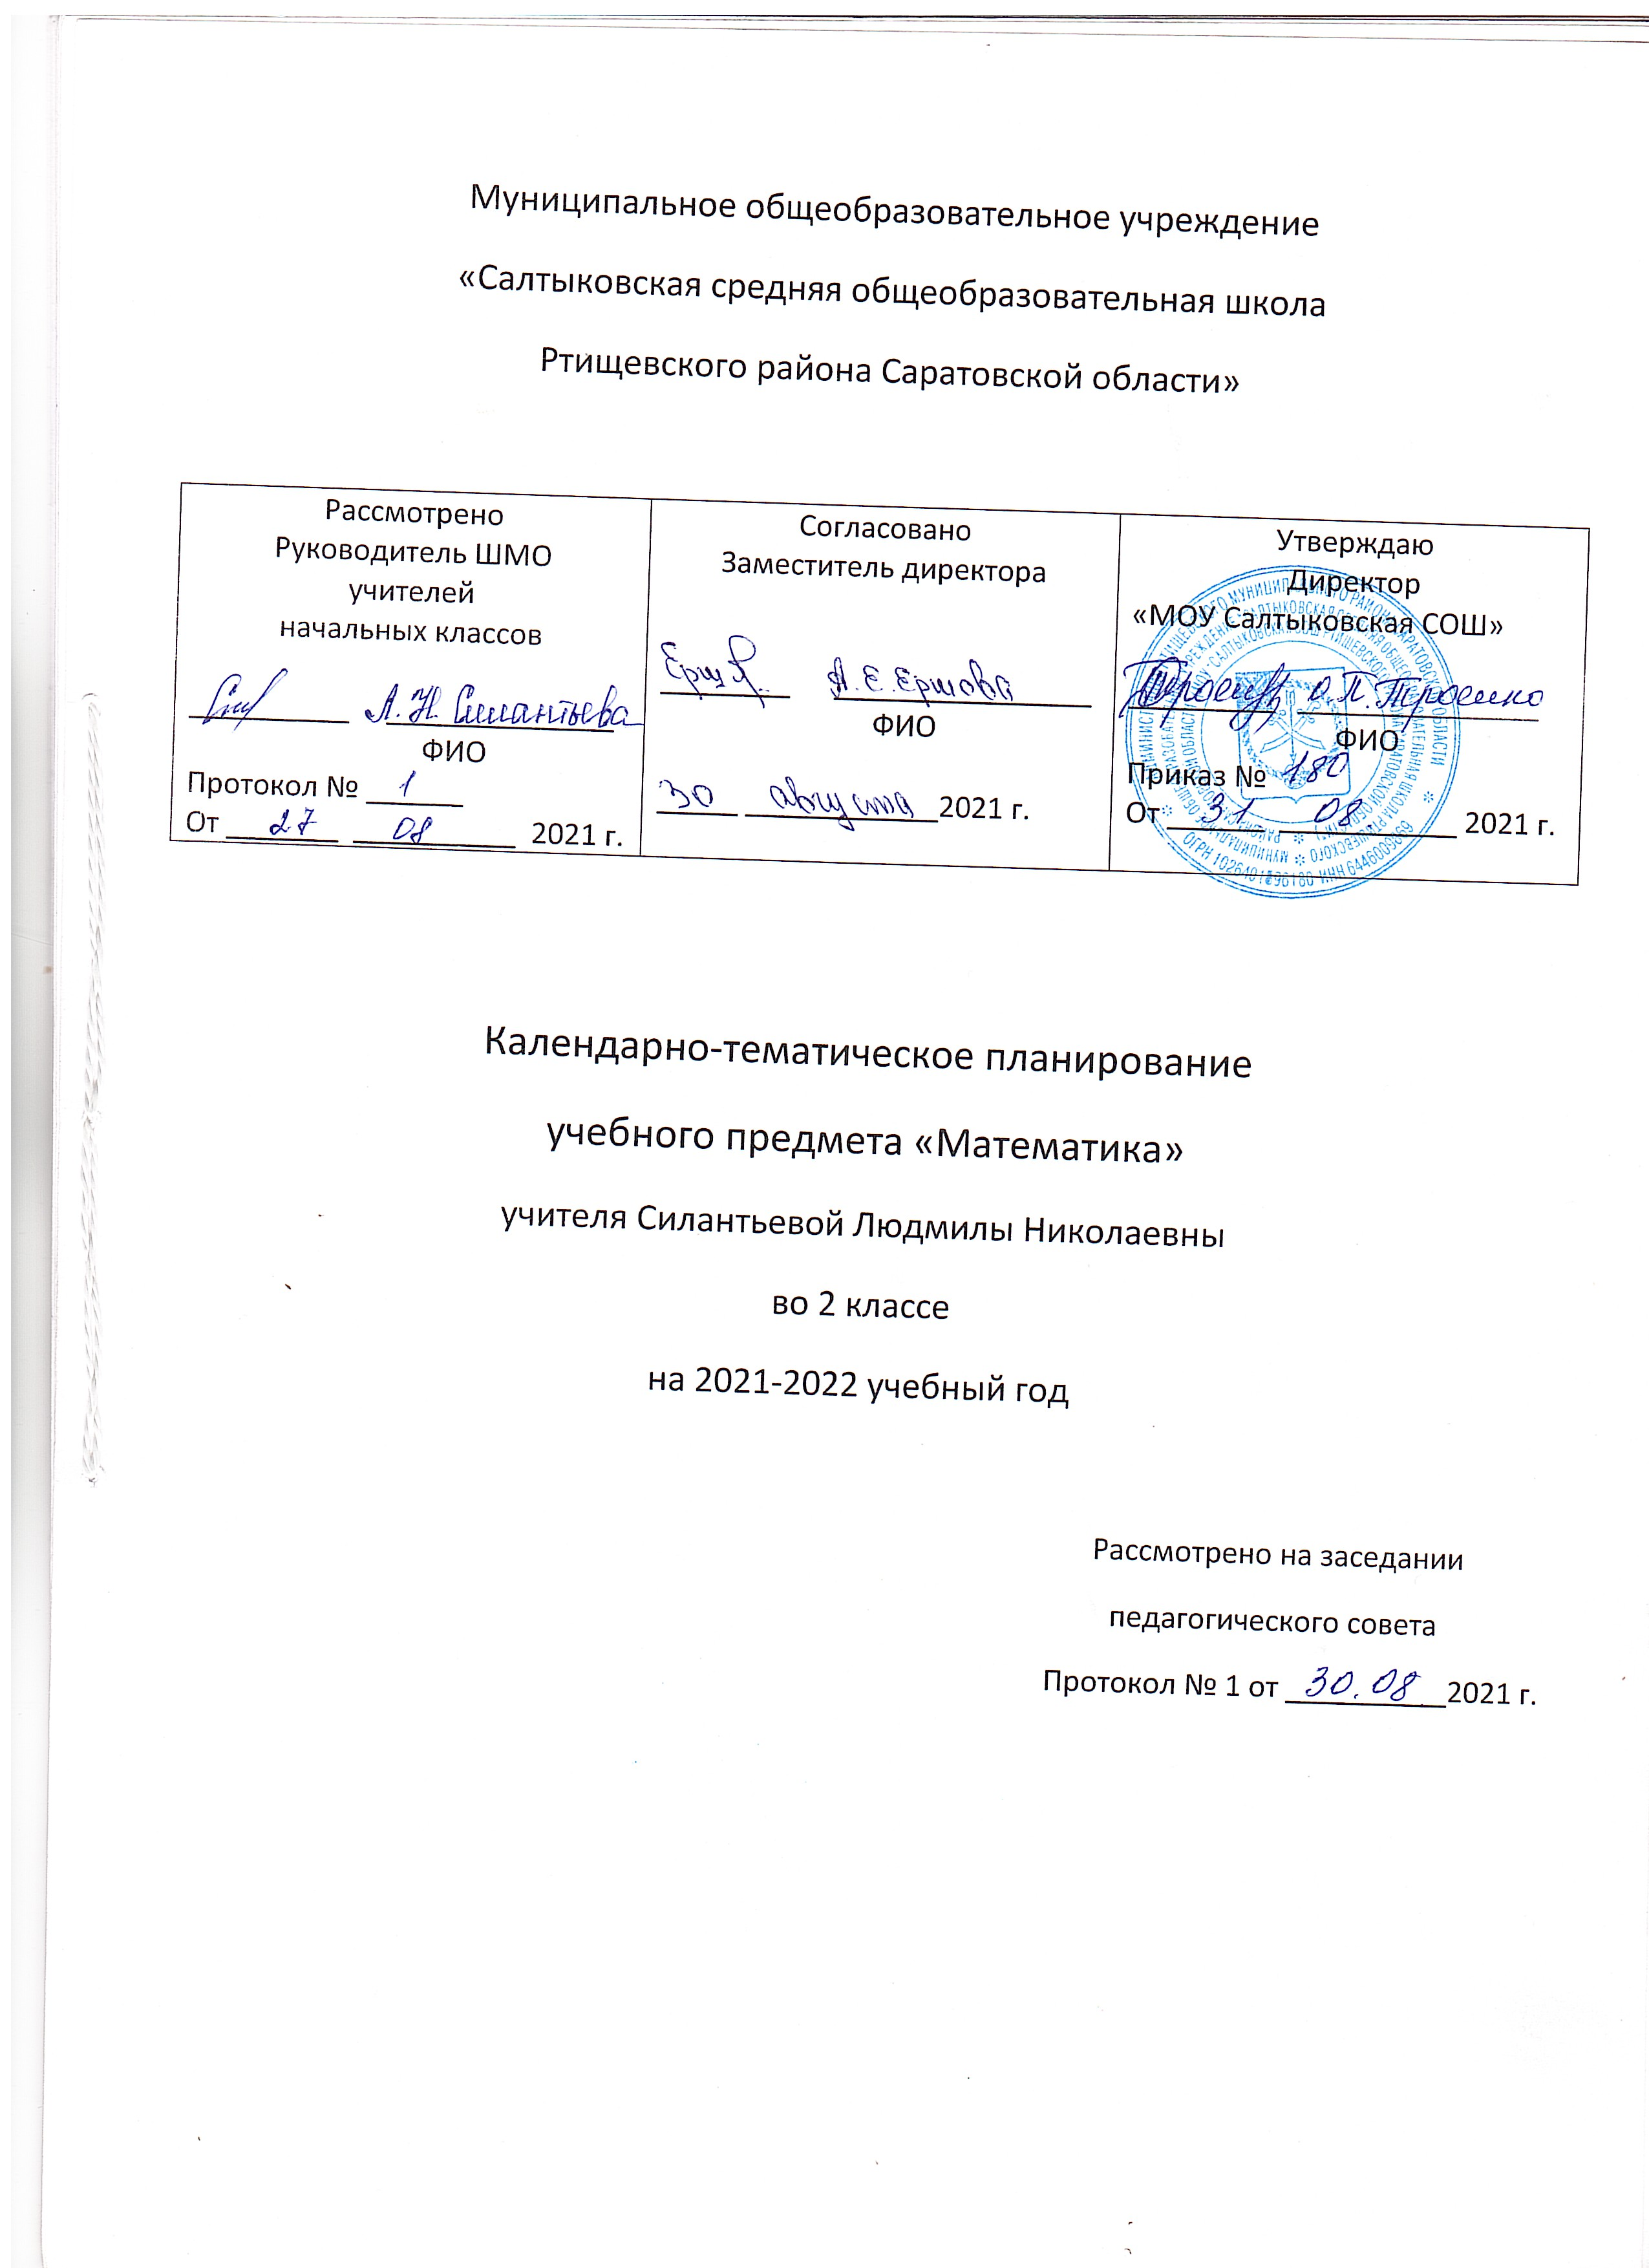 Муниципальное общеобразовательное учреждение
«Салтыковская средняя общеобразовательная школа
Ртищевского района Саратовской области»
Рассмотрено
Руководитель ШМО
учителей
начальных классов
Л. Н. Силантьева
ФИО
Протокол № 1
От 27 08 2021 г.
Согласовано
Заместитель директора
А. Е. Ершова
ФИО
30 августа 2021 г.
Утверждаю
Директор
«МОУ Салтыковская СОШ»
О.П. Трошко
ФИО
Приказ № 180
От 31 08 2021 г.
Календарно-тематическое планирование
учебного предмета «Математика»
учителя Силантьевой Людмилы Николаевны
во 2 классе
на 2021-2022 учебный год
Рассмотрено на заседании
педагогического совета
Протокол № 1 от 30.08 2021 г.